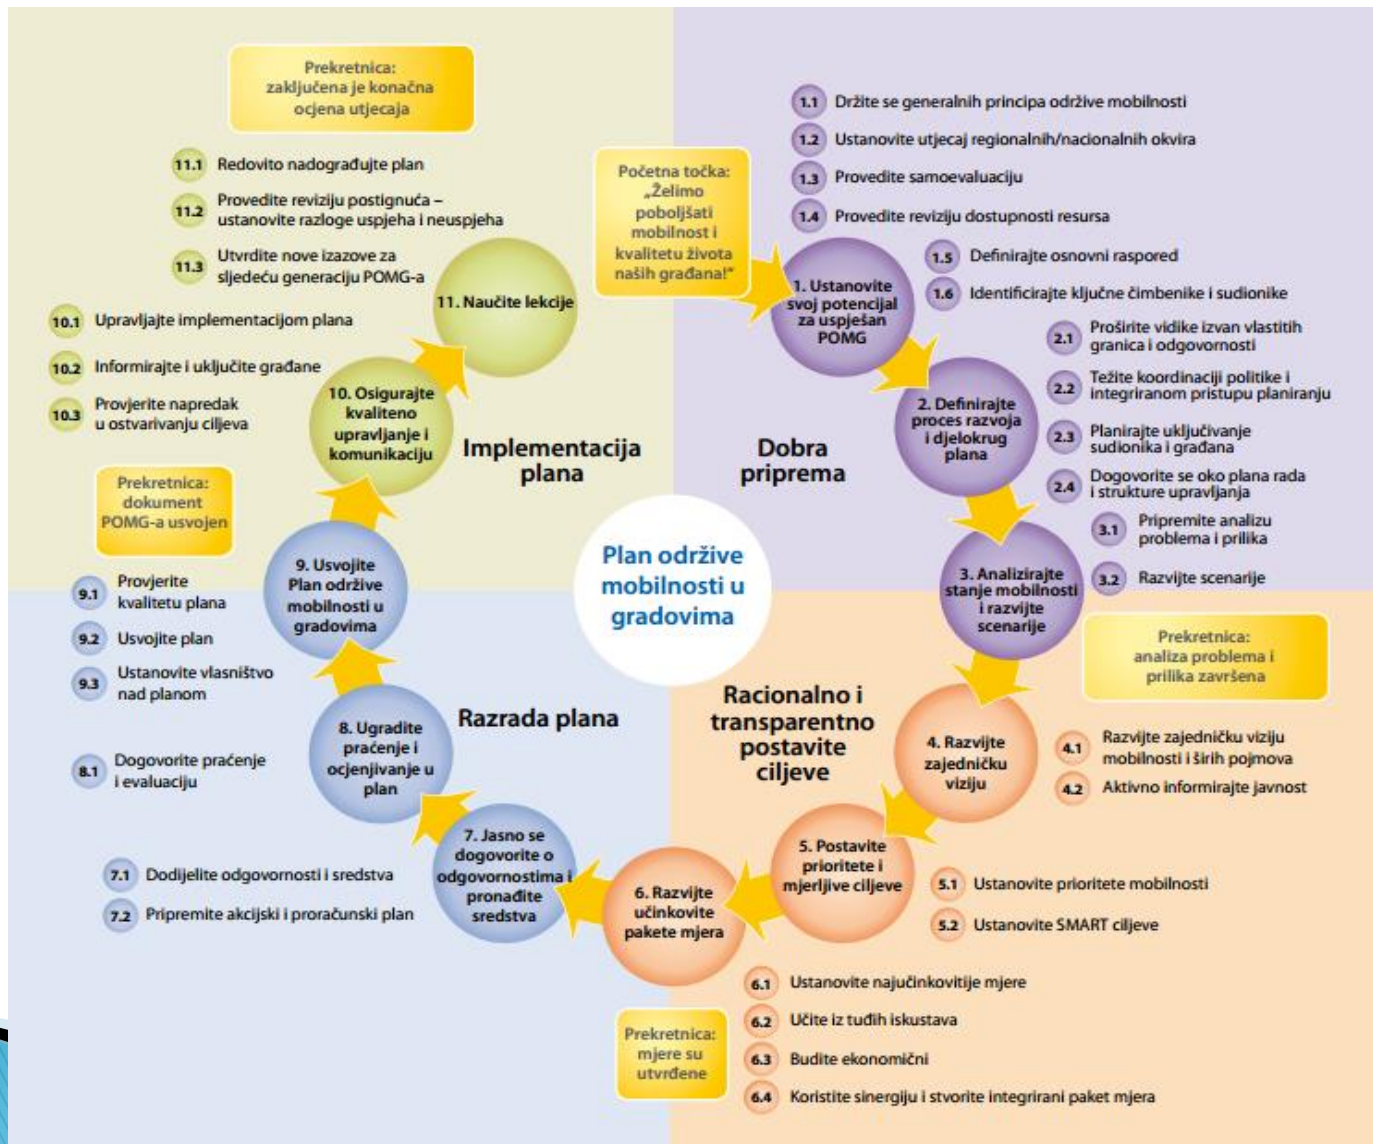 Prekretnica:
zaključena je konačna
ocjena utjecaja
11.1 Redovito nadograđujte plan
11.2 Provedite reviziju postignuća –
ustanovite razloge uspjeha i neuspjeha
11.3 Utvrdite nove izazove za
sljedeću generaciju POMG-a
11. Naučite lekcije
10.1 Upravljajte implementacijom plana
10.2 Informirajte i uključite građane
10.3 Provjerite napredak
u ostvarivanju ciljeva
10. Osigurajte
kvaliteno
upravljanje i
komunikaciju
Implementacija
plana
Početna točka:
„Želimo
poboljšati
mobilnost i
kvalitetu života
naših građana!“
1.1 Držite se generalnih principa održive mobilnosti
1.2 Ustanovite utjecaj regionalnih/nacionalnih okvira
1.3 Provedite samoevaluaciju
1.4 Provedite reviziju dostupnosti resursa
1.5 Definirajte osnovni raspored
1.6 Identificirajte ključne čimbenike i sudionike
1. Ustanovite
svoj potencijal
za uspješan
POMG
2.1 Proširite vidike izvan vlastitih
granica i odgovornosti
2.2 Težite koordinaciji politike i
integriranom pristupu planiranju
2.3 Planirajte uključivanje
sudionika i građana
2.4 Dogovorite se oko plana rada
i strukture upravljanja
2. Definirajte
proces razvoja
i djelokrug
plana
Dobra
priprema
3.1 Pripremite analizu
problema i prilika
3.2 Razvijte scenarije
3. Analizirajte
stanje mobilnosti
i razvijte
scenarije
Prekretnica:
analiza problema i
prilika završena
Plan održive
mobilnosti u
gradovima
Prekretnica:
dokument
POMG-a usvojen
9. Usvojite
Plan održive
mobilnosti u
gradovima
9.1 Provjerite
kvalitetu plana
9.2 Usvojite plan
9.3 Ustanovite vlasništvo
nad planom
8. Ugradite
praćenje i
ocjenjivanje u
plan
8.1 Dogovorite praćenje
i evaluaciju
Razrada plana
Racionalno i
transparentno
postavite
ciljeve
4. Razvijte
zajedničku
viziju
4.1 Razvijte zajedničku viziju
mobilnosti i širih pojmova
4.2 Aktivno informirajte javnost
5. Postavite
prioritete i
mjerljive ciljeve
5.1 Ustanovite prioritete mobilnosti
5.2 Ustanovite SMART ciljeve
7. Jasno se
dogovorite o
odgovornostima i
pronađite
sredstva
7.1 Dodijelite odgovornosti i sredstva
7.2 Pripremite akcijski i proračunski plan
6. Razvijte
učinkovite
pakete mjera
6.1 Ustanovite najučinkovitije mjere
6.2 Učite iz tuđih iskustava
6.3 Budite ekonomični
6.4 Koristite sinergiju i stvorite integrirani paket mjera
Prekretnica:
mjere su
utvrđene